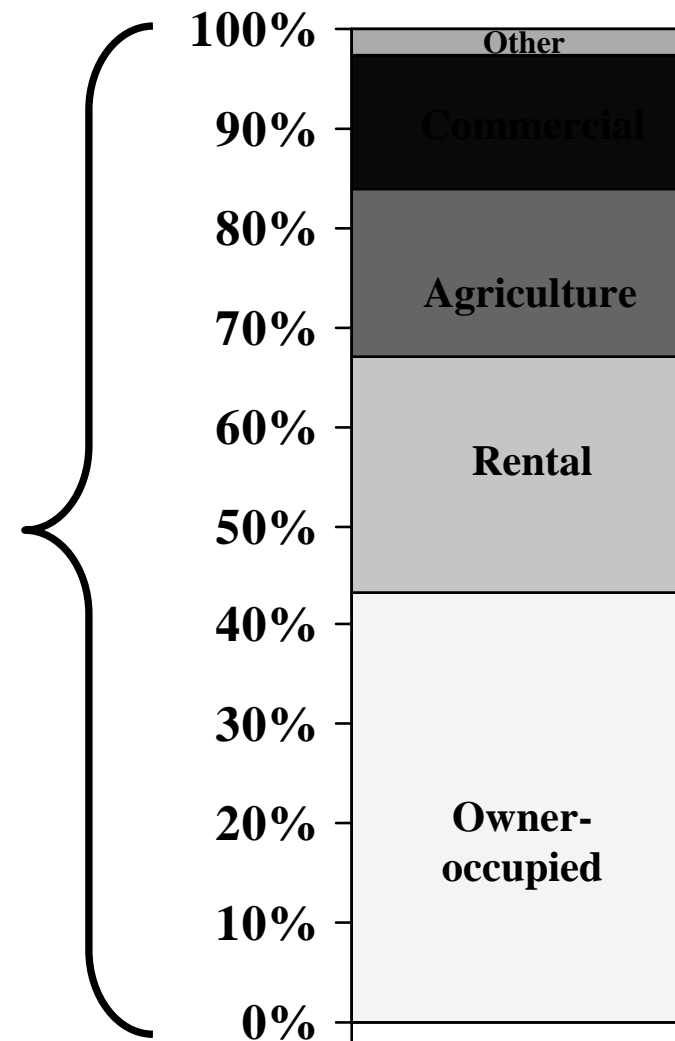 100%
Other
90%
Commercial
80%
Agriculture
70%
60%
Rental
50%
40%
30%
20%
Owner-
occupied
10%
0%